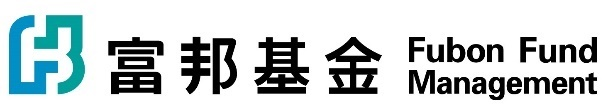 富邦基金
Fubon Fund
Management